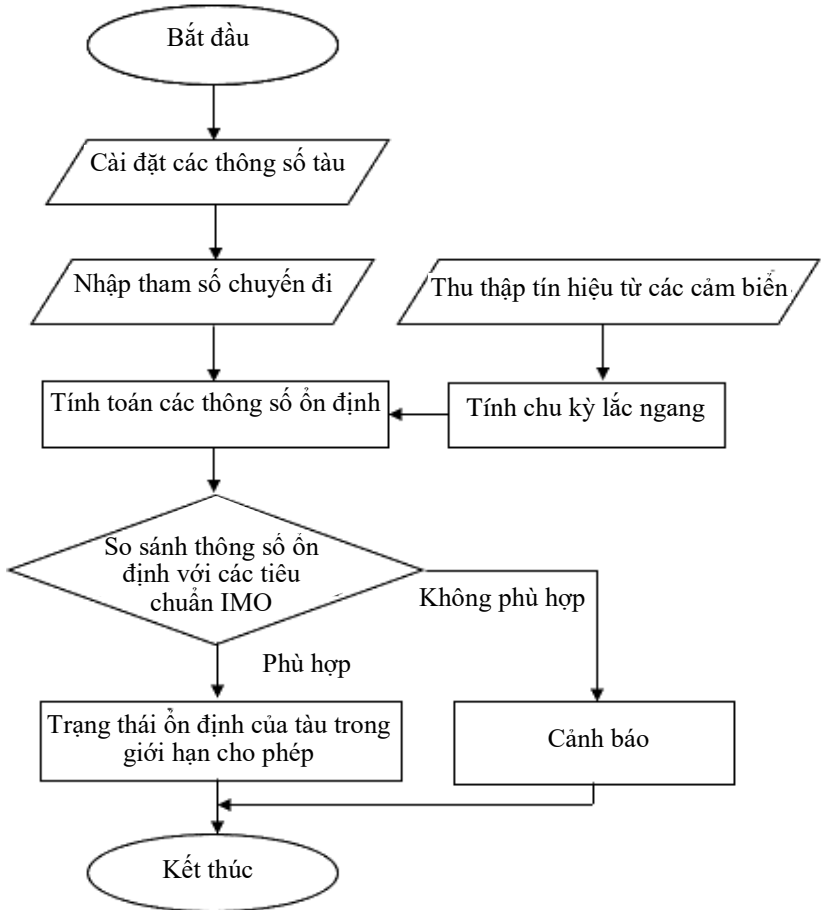 Bắt đầu
Cài đặt các thông số tàu
Nhập tham số chuyến đi
Thu thập tín hiệu từ các cảm biển
Tính toán các thông số ổn định
Tính chu kỳ lắc ngang
So sánh thông số ổn
định với các tiêu
chuẩn IMO
Không phù hợp
Phù hợp
Trạng thái ổn định của tàu trong
giới hạn cho phép
Cảnh báo
Kết thúc